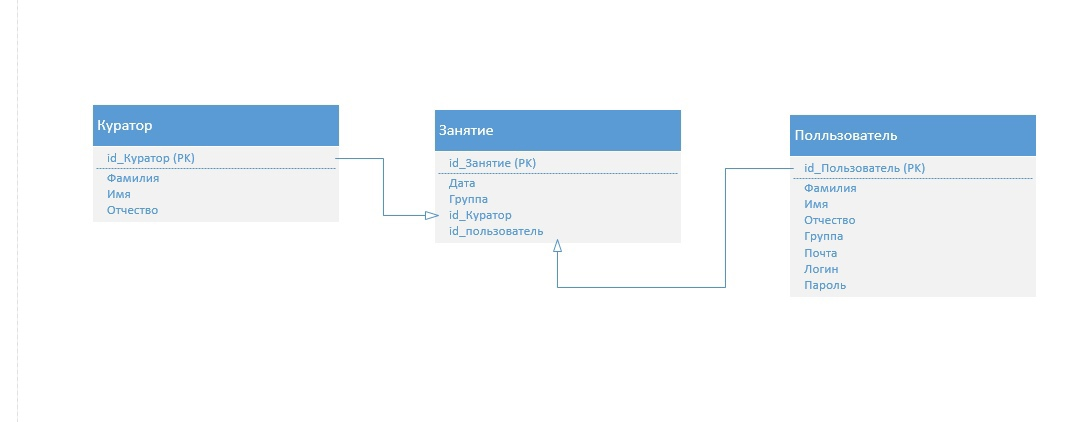 Куратор
id_Куратор (PK)
Фамилия
Имя
Отчество
Занятие
id_Занятие (PK)
Дата
Группа
id_Куратор
id_пользователь
Полльзователь
id_Пользователь (PK)
Фамилия
Имя
Отчество
Группа
Почта
Логин
Пароль